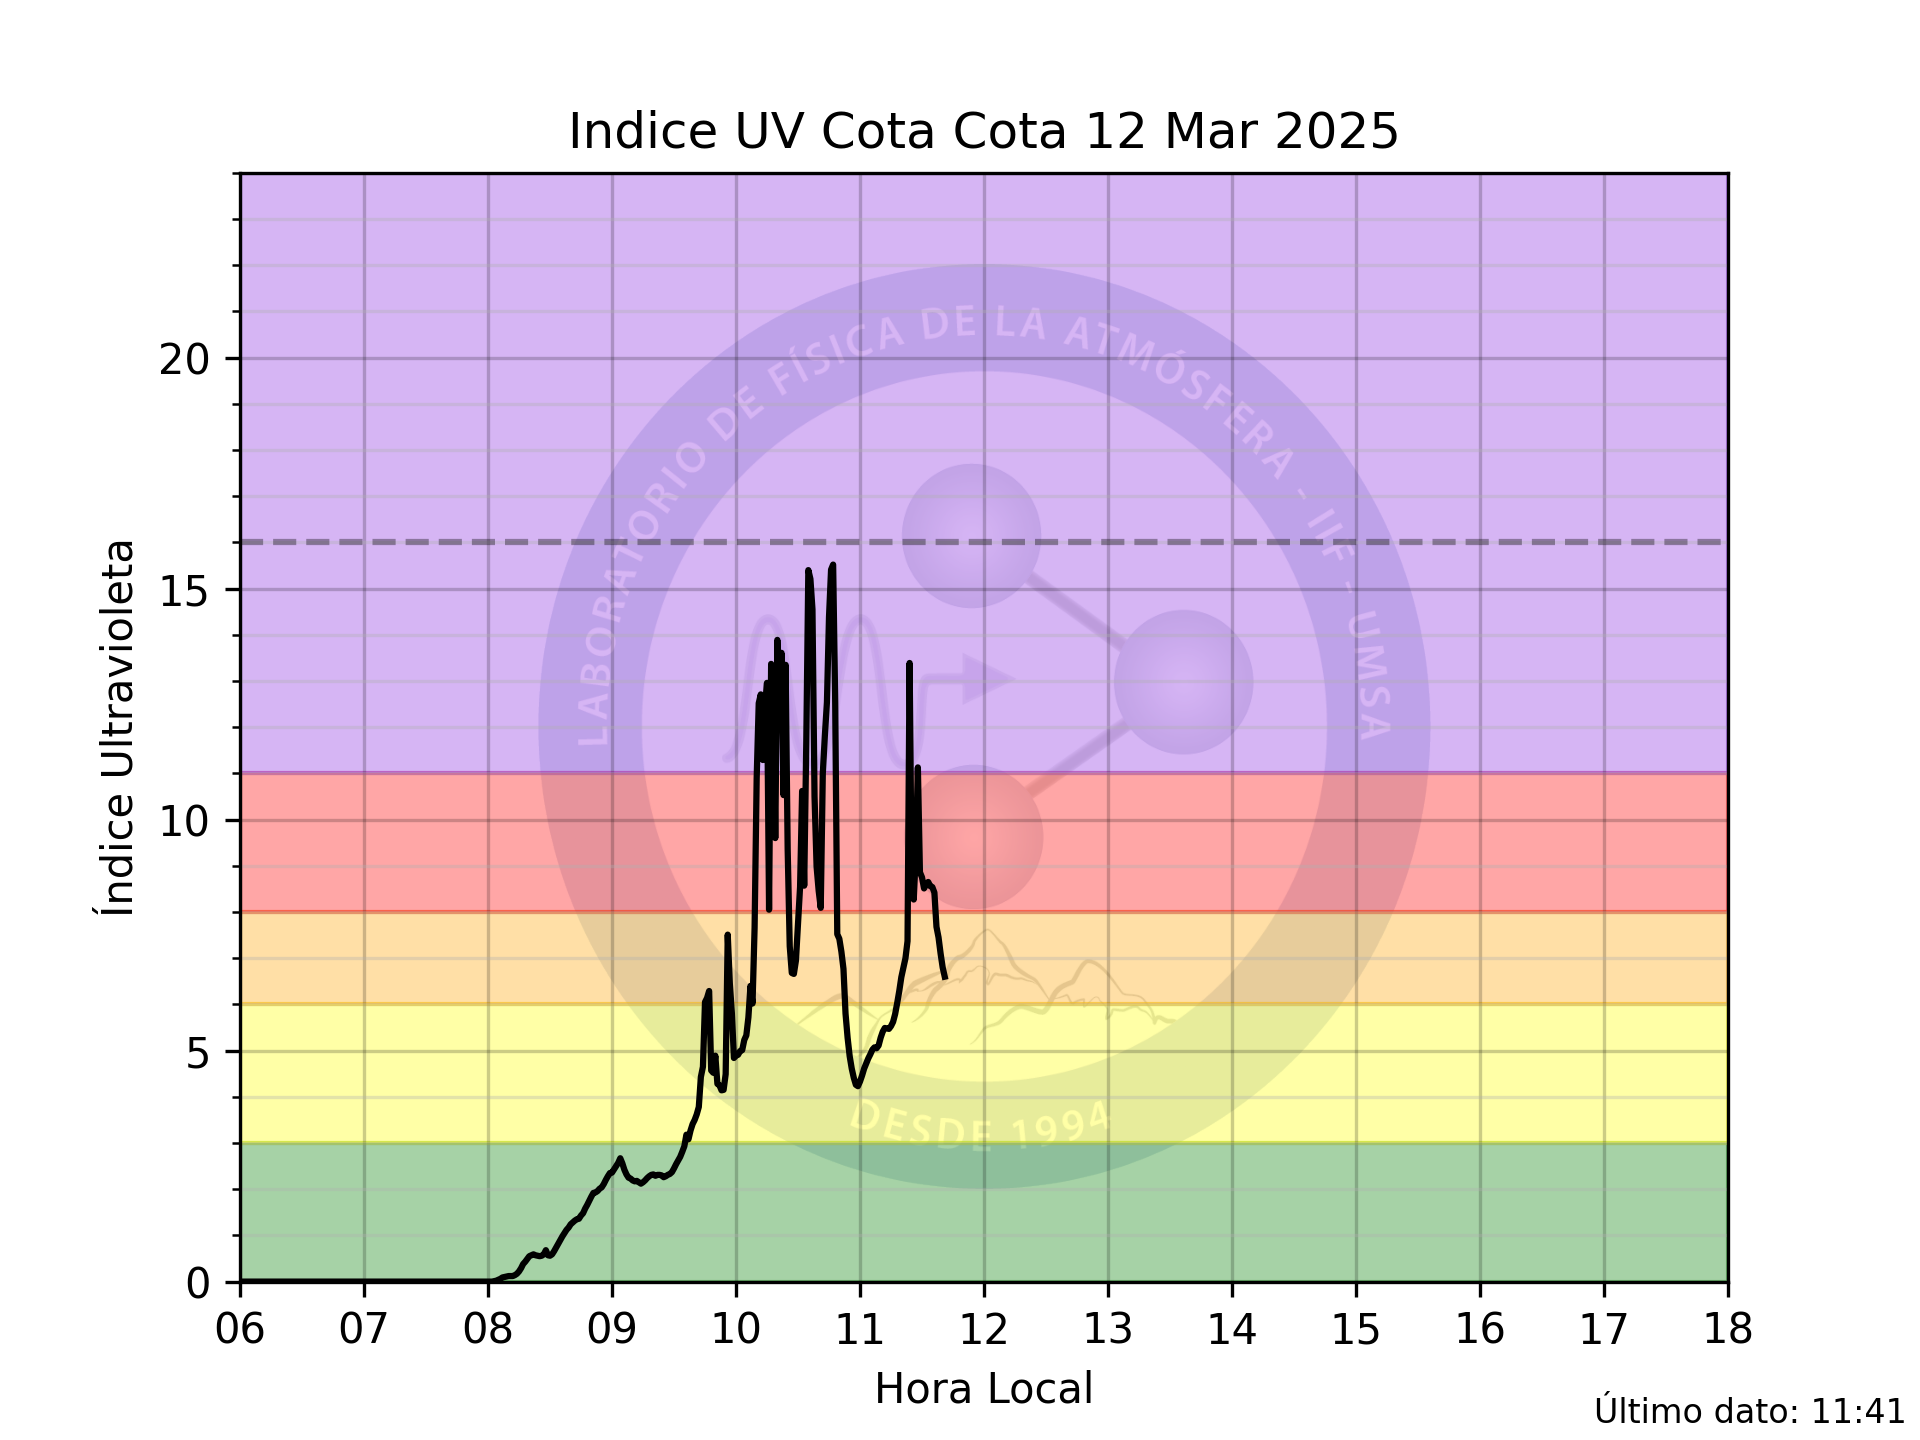 Indice UV Cota Cota 12 Mar 2025
LABORATORIO DE FÍSICA DE LA ATMÓSFERA - IIF - UMSA
DESDE 1994
Índice Ultravioleta
20
15
10
5
0
06 07 08 09 10 11 12 13 14 15 16 17 18
Hora Local
Último dato: 11:41